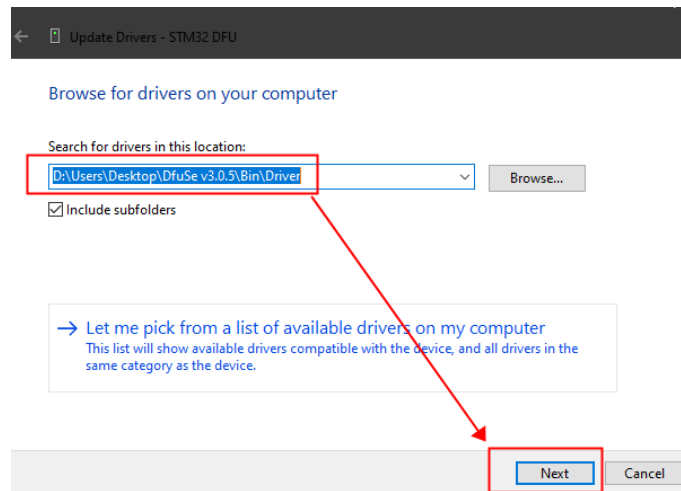 Update Drivers - STM32 DFU
Browse for drivers on your computer
Search for drivers in this location:
D:\Users\Desktop\DfuSe v3.0.5\Bin\Driver
Browse...
Include subfolders
Let me pick from a list of available drivers on my computer
This list will show available drivers compatible with the device, and all drivers in the
same category as the device.
Next
Cancel